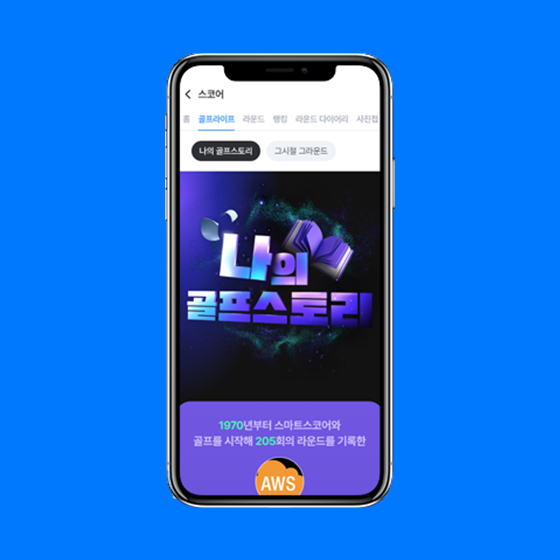 스코어
홈 골프라이프 라운드 랭킹 라운드 다이어리 사진첩
나의 골프스토리 그시절 그라운드
나의
골프스토리
1970년부터 스마트스코어와
골프를 시작해 205회의 라운드를 기록한
AWS